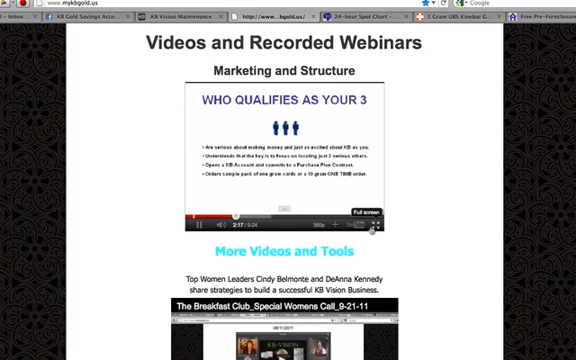 www.mykbgold.us
Google
Inbox...
KB Gold Savings Acco...
KB Vision Maintenance
http://...bgold.us/
24-hour Spot Chart -
1 Gram UBS Kinebar G
Free Pre-Foreclosure
Videos and Recorded Webinars
Marketing and Structure
WHO QUALIFIES AS YOUR 3
• Are serious about making money and just as excited about KB as you.
• Understands that the key is to focus on locating just 3 serious others.
• Opens a KB Account and commits to a Purchase Plan Contract.
• Orders sample pack of one gram cards or a 10 gram ONE TIME order.
Full screen
2:17 / 9:24
360p
More Videos and Tools
Top Women Leaders Cindy Belmonte and DeAnna Kennedy
share strategies to build a successful KB Vision Business.
The Breakfast Club_Special Womens Call_9-21-11
KB-VISION